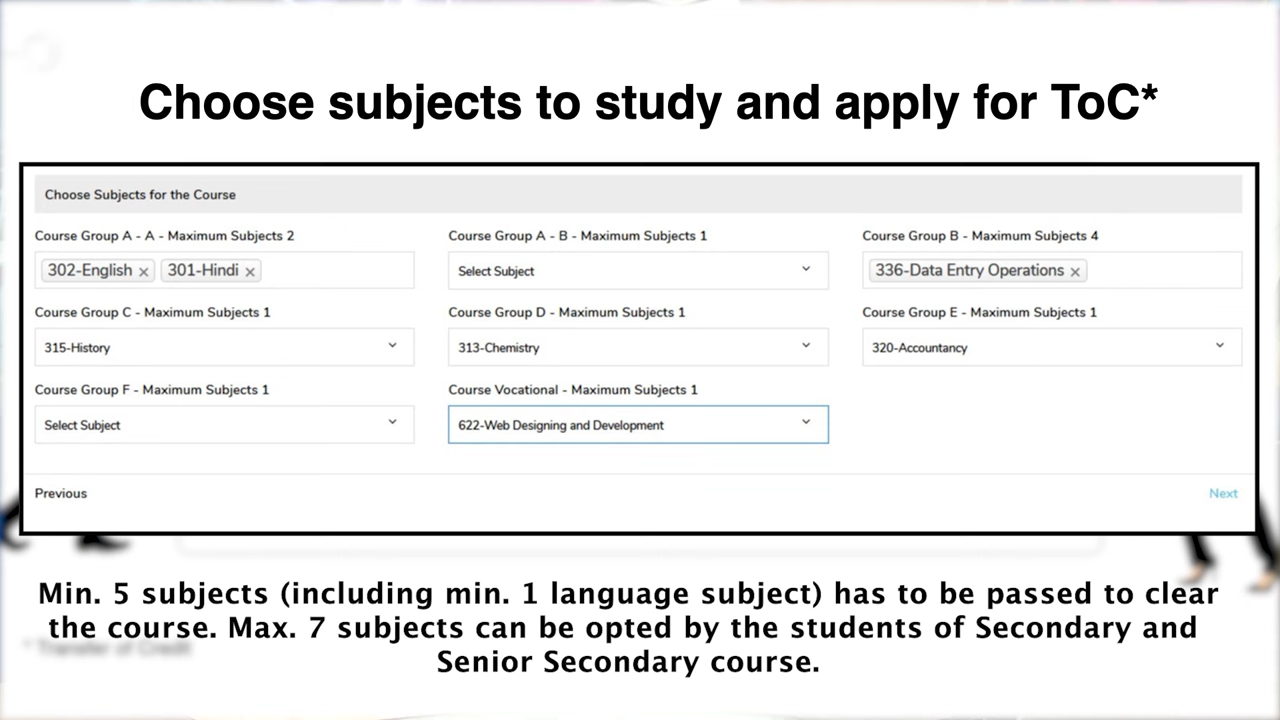 Choose subjects to study and apply for ToC*
Choose Subjects for the Course
Course Group A - A - Maximum Subjects 2
Course Group A - B - Maximum Subjects 1
Course Group B - Maximum Subjects 4
302-English × 301-Hindi ×
Select Subject
336-Data Entry Operations ×
Course Group C - Maximum Subjects 1
Course Group D - Maximum Subjects 1
Course Group E - Maximum Subjects 1
315-History
313-Chemistry
320-Accountancy
Course Group F - Maximum Subjects 1
Course Vocational - Maximum Subjects 1
Select Subject
622-Web Designing and Development
Previous
Next
Min. 5 subjects (including min. 1 language subject) has to be passed to clear
the course. Max. 7 subjects can be opted by the students of Secondary and
* Transfer of Credit
Senior Secondary course.